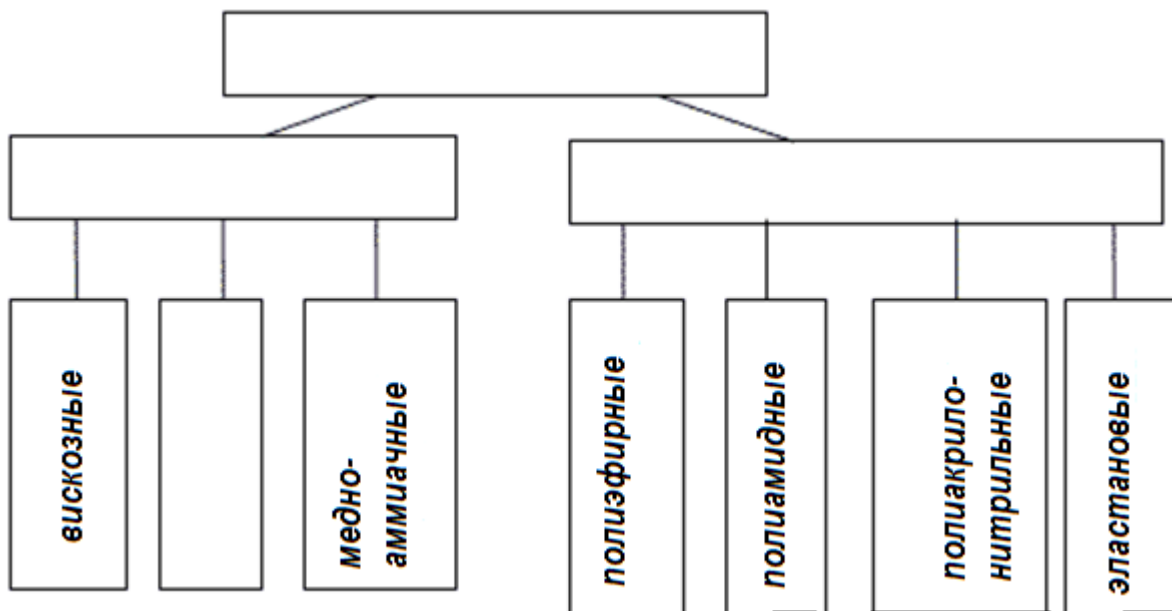 вискозные
медно-
аммиачные
полиэфирные
полиамидные
полиакрило-
нитрильные
эластановые